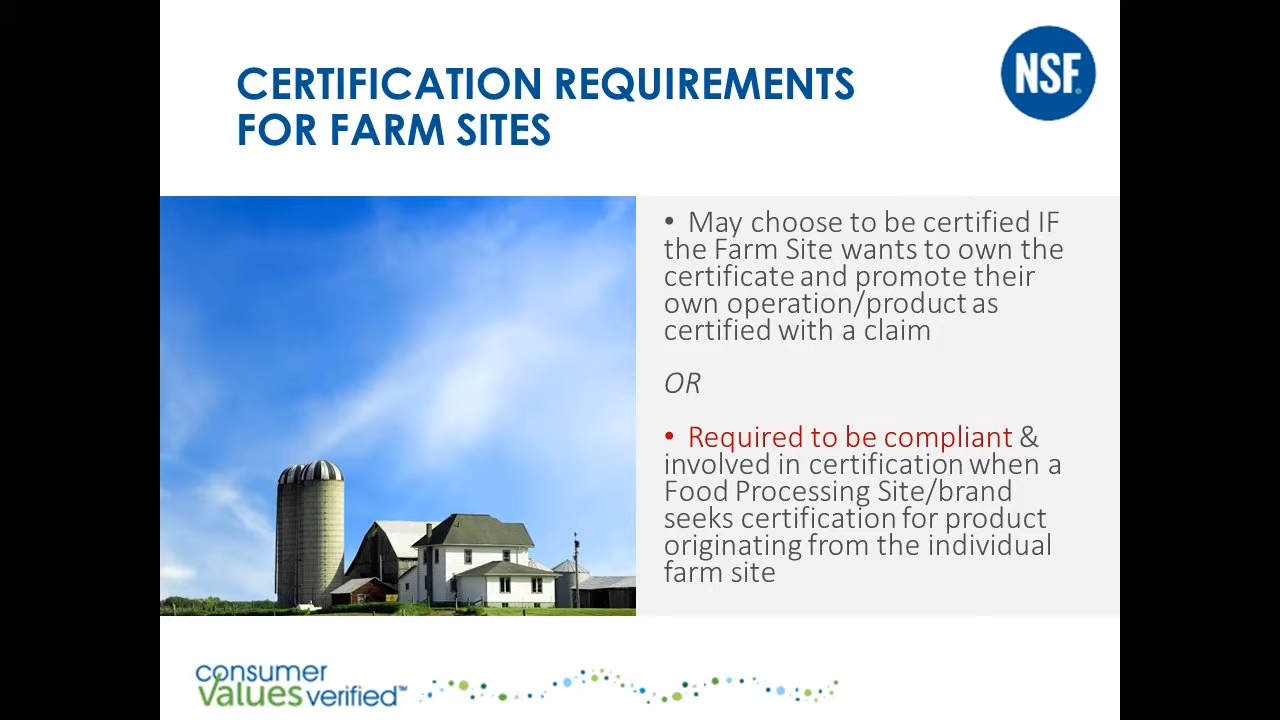 CERTIFICATION REQUIREMENTS
FOR FARM SITES
NSF®
• May choose to be certified IF
the Farm Site wants to own the
certificate and promote their
own operation/product as
certified with a claim
OR
• Required to be compliant &
involved in certification when a
Food Processing Site/brand
seeks certification for product
originating from the individual
farm site
consumer
values verified™